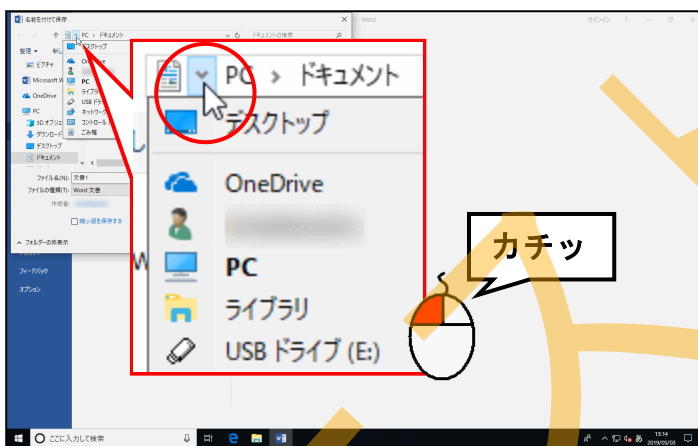 名前を付けて保存
Word
サインイン ?
PC > ドキュメント
ドキュメントの検索
整理
デスクトップ
ピクチャ
OneDrive
PC
ライブラリ
USB ドラ
ネットワーク
コントロール
ごみ箱
Microsoft W
OneDrive
PC
3D オブジェ
ダウンロード
デスクトップ
ドキュメント
ファイル名(N): 文書1
ファイルの種類(T): Word 文書
作成者:
縮小版を保存する
フォルダーの非表示
フィードバック
オプション
PC > ドキュメント
デスクトップ
OneDrive
PC
ライブラリ
USB ドライブ (E:)
カチッ
ここに入力して検索
あ
13:14
2019/05/03